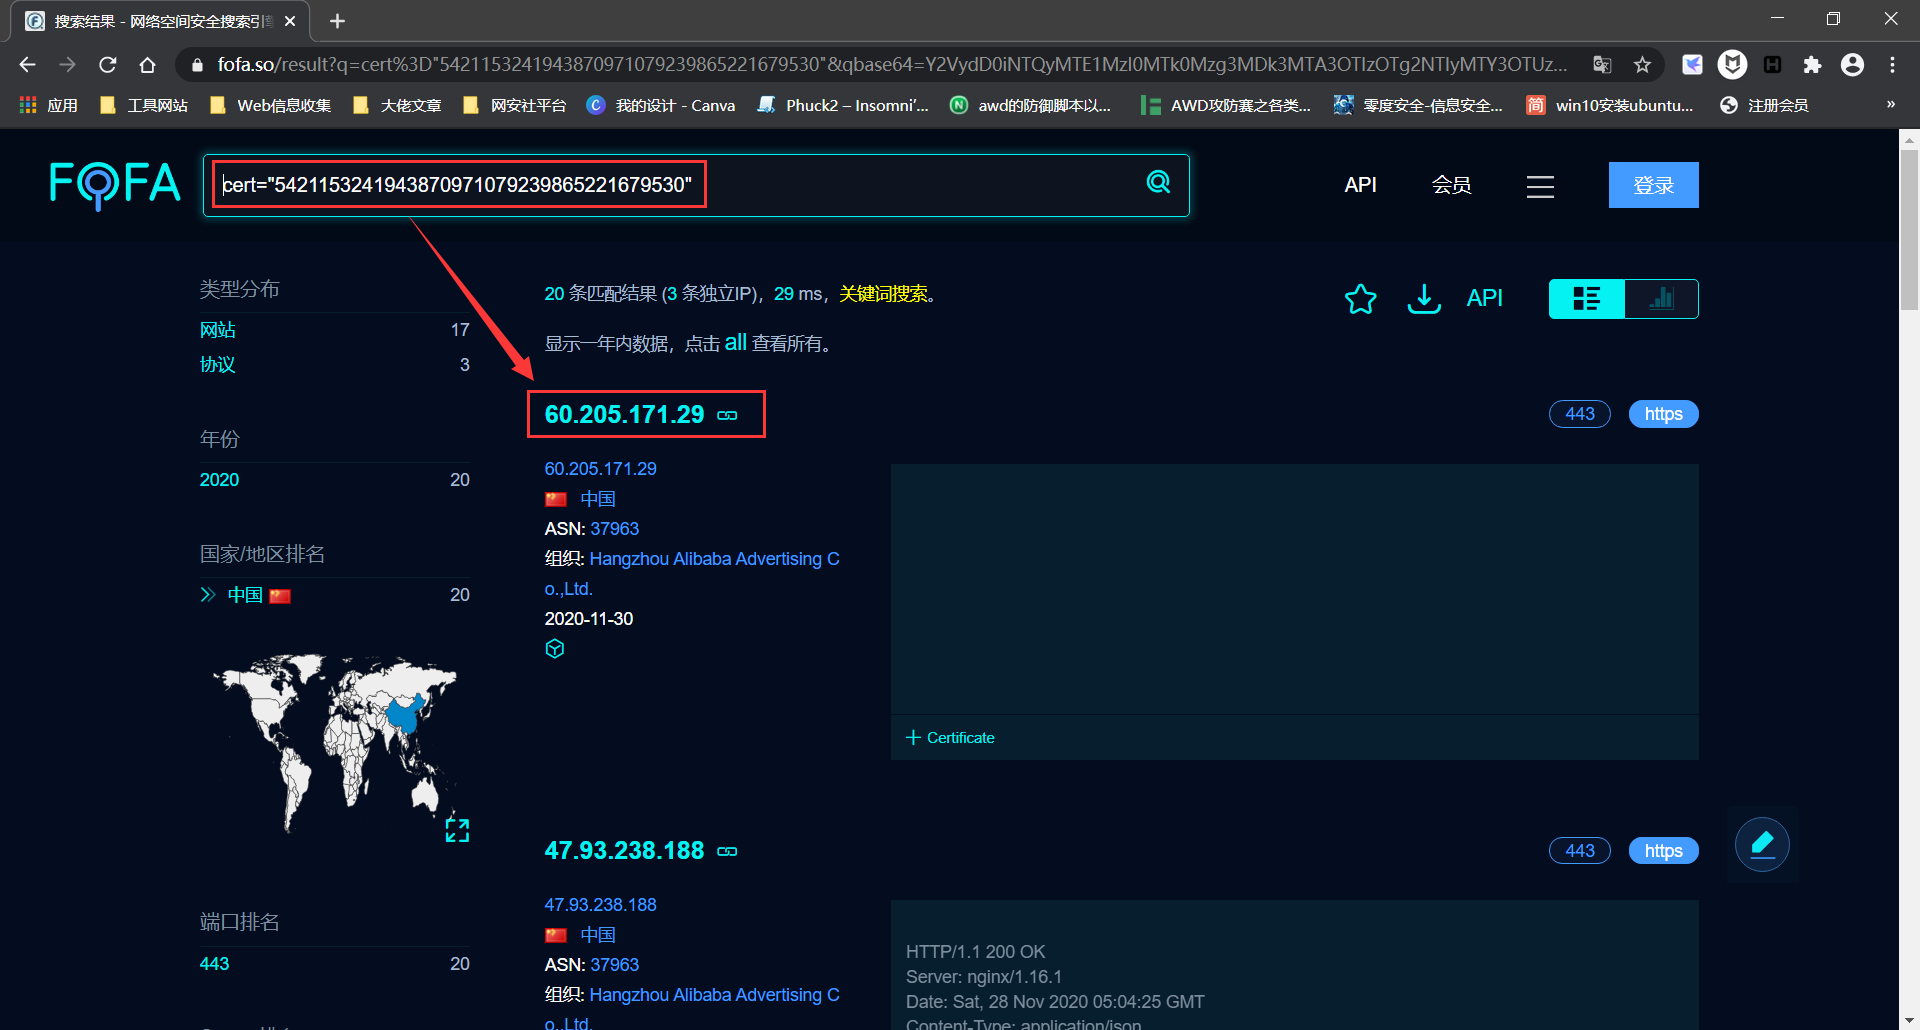 搜索结果 - 网络空间安全搜索引
fofa.so/result?q=cert%3D"54211532419438709710792398652216795​30"&qbase64=Y2VydD0iNTQyMTE1MzI0MTk0Mzg3MDk3MTA3OTIzOTg2NTIyMTY3OTUz...
应用
工具网站
Web信息收集
大佬文章
网安社平台
我的设计 - Canva
Phuck2 – Insomni'...
awd的防御脚本以...
AWD攻防赛之各类...
零度安全-信息安全...
win10安装ubuntu...
注册会员
»
FOFA
cert="5421153241943870971079239865221679530"
API
会员
登录
类型分布
网站 17
协议 3
年份
2020 20
国家/地区排名
中国 20
端口排名
443 20
20 条匹配结果 (3 条独立IP)，29 ms，关键词搜索。
显示一年内数据，点击 all 查看所有。
API
60.205.171.29
443 https
60.205.171.29
中国
ASN: 37963
组织: Hangzhou Alibaba Advertising C
o.,Ltd.
2020-11-30
Certificate
47.93.238.188
443 https
47.93.238.188
中国
ASN: 37963
组织: Hangzhou Alibaba Advertising C
o.,Ltd.
HTTP/1.1 200 OK
Server: nginx/1.16.1
Date: Sat, 28 Nov 2020 05:04:25 GMT
Content-Type: application/json